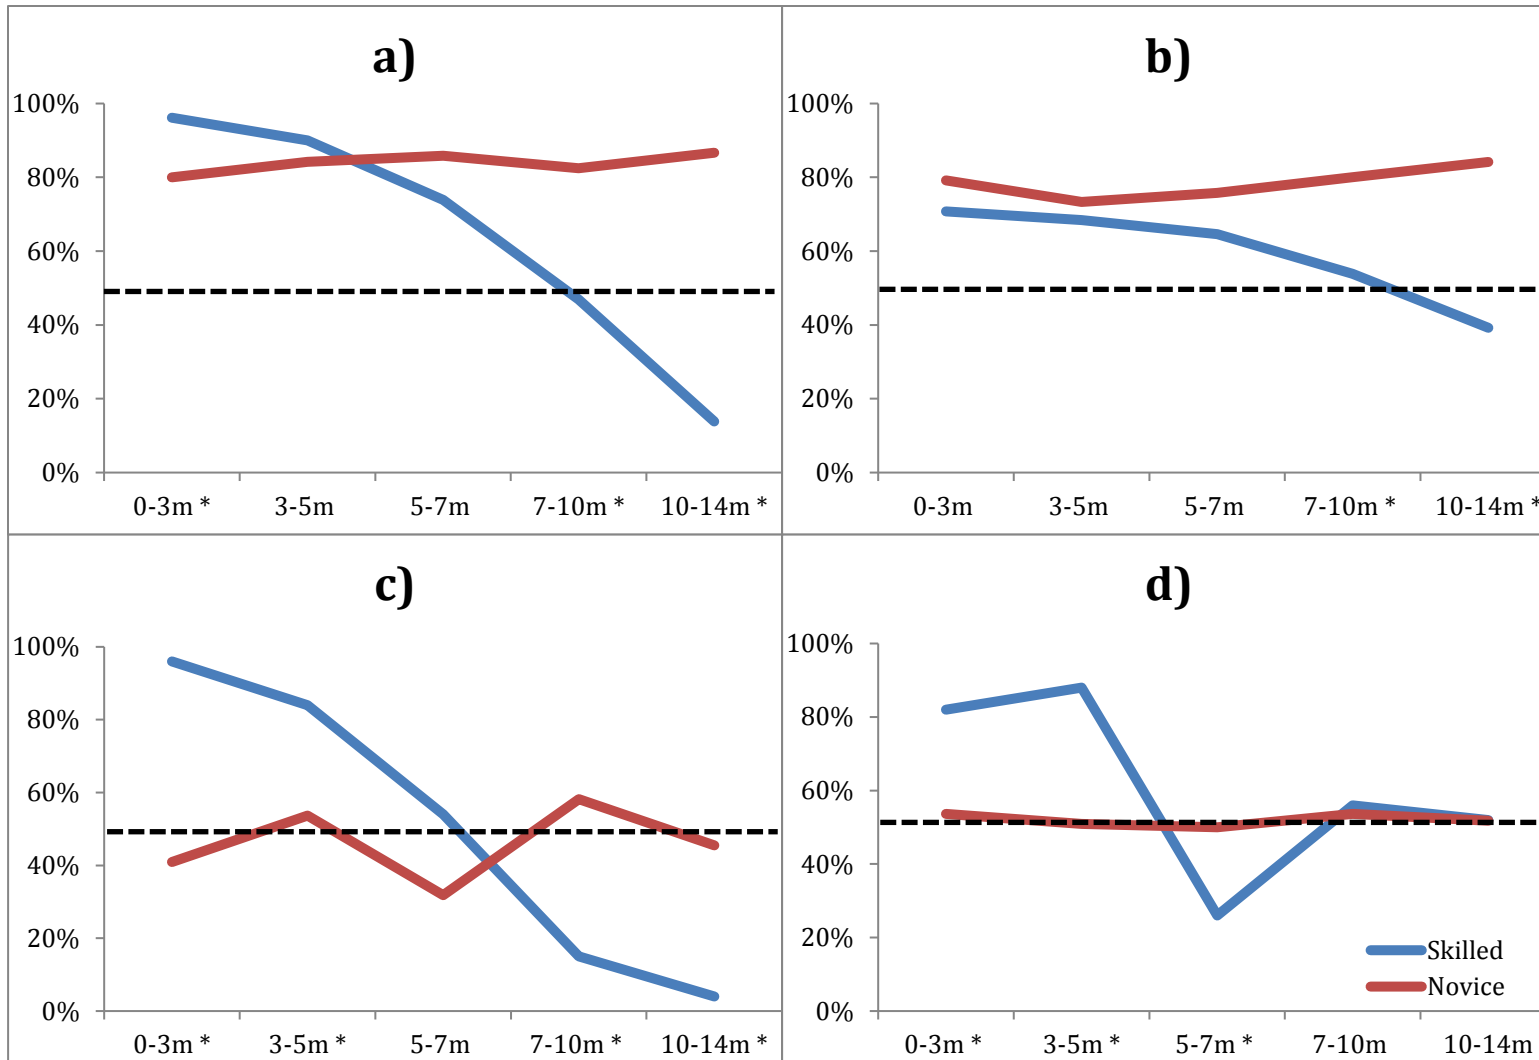 a)
100%
80%
60%
40%
20%
0%
0-3m * 3-5m 5-7m 7-10m * 10-14m *
b)
100%
80%
60%
40%
20%
0%
0-3m 3-5m 5-7m 7-10m * 10-14m *
c)
100%
80%
60%
40%
20%
0%
0-3m * 3-5m * 5-7m 7-10m * 10-14m *
d)
100%
80%
60%
40%
20%
0%
Skilled
Novice
0-3m * 3-5m * 5-7m * 7-10m 10-14m